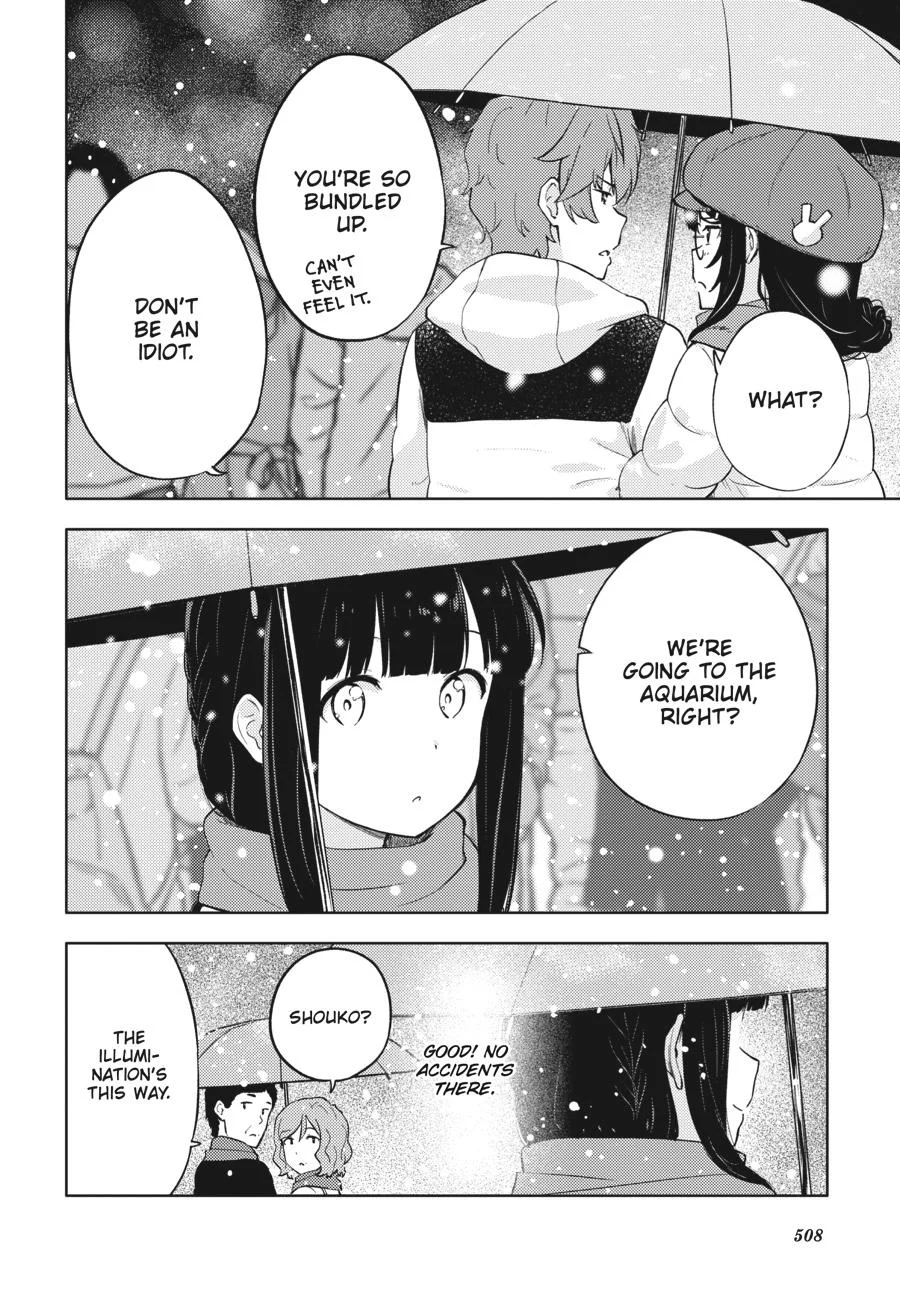 WHAT?
YOU'RE SO
BUNDLED
UP.
CAN'T
EVEN
FEEL IT.
DON'T
BE AN
IDIOT.
WE'RE
GOING TO THE
AQUARIUM,
RIGHT?
GOOD! NO
ACCIDENTS
THERE.
SHOUKO?
THE
ILLUMI-
NATION'S
THIS WAY.
508